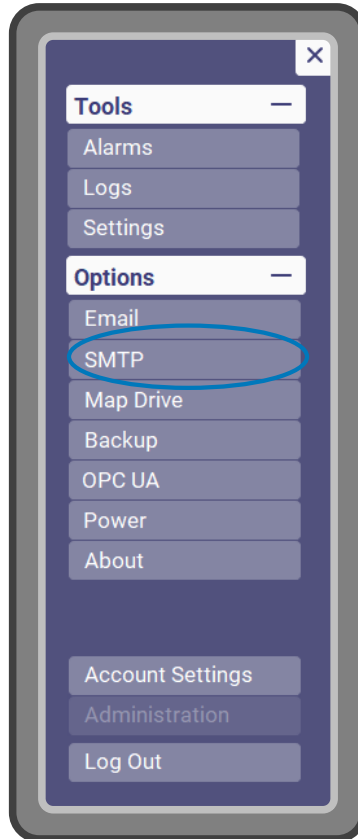 Tools
Alarms
Logs
Settings
Options
Email
SMTP
Map Drive
Backup
OPC UA
Power
About
Account Settings
Administration
Log Out